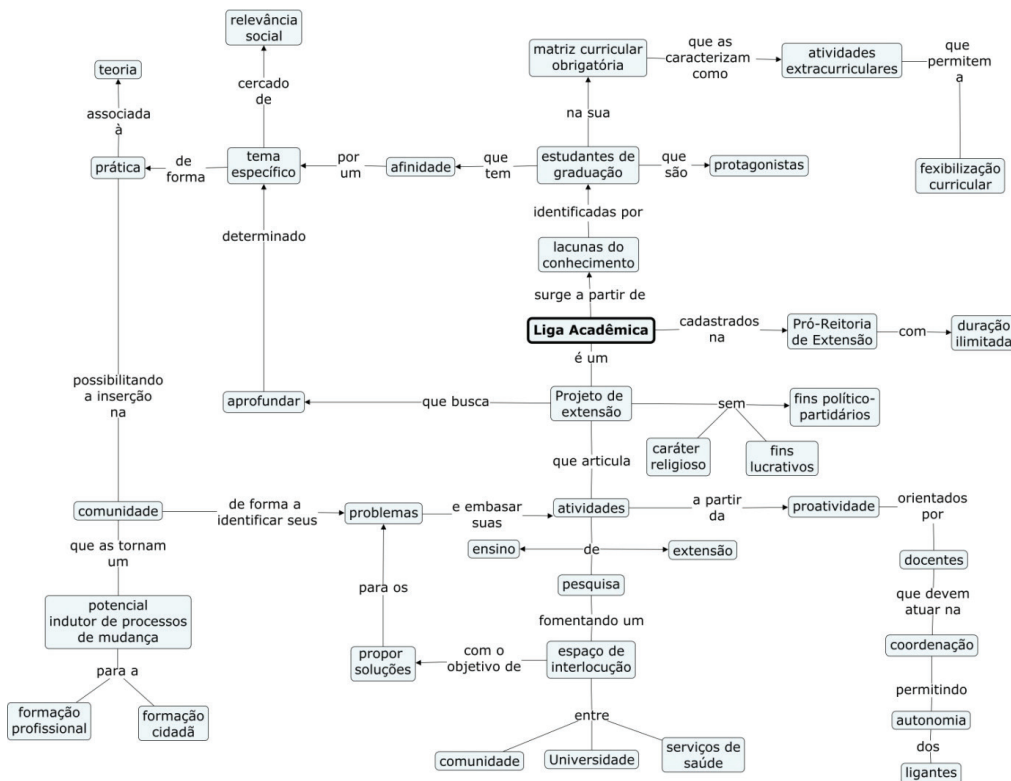 relevância
social
teoria
cercado
de
associada
à
prática
de
forma
tema
específico
por
um
afinidade
que
tem
estudantes de
graduação
que
são
protagonistas
na sua
matriz curricular
obrigatória
que as
caracterizam
como
atividades
extracurriculares
que
permitem
a
fexibilização
curricular
identificadas por
lacunas do
conhecimento
surge a partir de
Liga Acadêmica
cadastrados
na
Pró-Reitoria
de Extensão
com
duração
ilimitada
é um
determinado
possibilitando
a inserção
na
aprofundar
que busca
Projeto de
extensão
sem
fins político-
partidários
caráter
religioso
fins
lucrativos
que articula
comunidade
de forma a
identificar seus
problemas
e embasar
suas
atividades
a partir
da
proatividade
orientados
por
docentes
que devem
atuar na
coordenação
permitindo
autonomia
dos
ligantes
ensino
de
extensão
pesquisa
fomentando um
espaço de
interlocução
com o
objetivo de
propor
soluções
para os
entre
comunidade
Universidade
serviços de
saúde
que as tornam
um
potencial
indutor de processos
de mudança
para a
formação
profissional
formação
cidadã